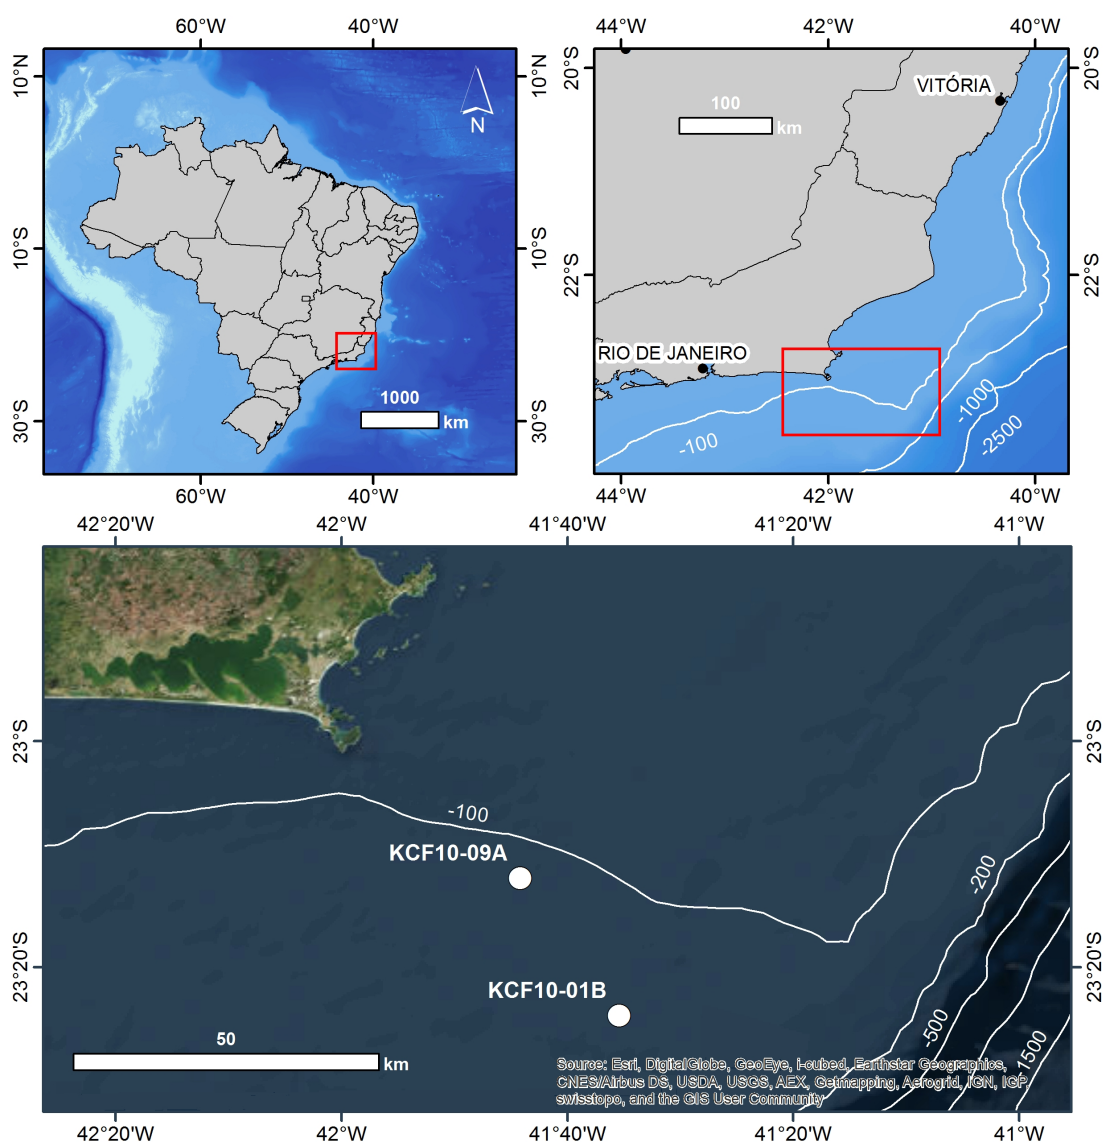 60°W 40°W
10°N 10°N
N
10°S 10°S
1000
km
30°S 30°S
60°W 40°W
44°W 42°W 40°W
20°S 20°S
VITÓRIA
100
km
22°S 22°S
RIO DE JANEIRO
-1000
-100
-2500
44°W 42°W 40°W
42°20'W 42°W 41°40'W 41°20'W 41°W
23°S 23°S
-100
KCF10-09A
-200
23°20'S 23°20'S
KCF10-01B
-500
50
km
1500
Source: Esri, DigitalGlobe, GeoEye, i-cubed, Earthstar Geographics,
CNES/Airbus DS, USDA, USGS, AEX, Getmapping, Aerogrid, IGN, IGP,
swisstopo, and the GIS User Community
42°20'W 42°W 41°40'W 41°20'W 41°W